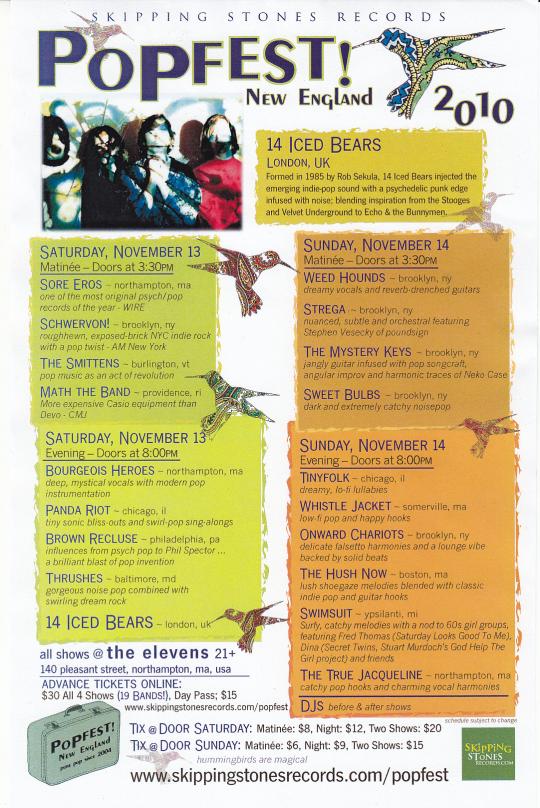 SKIPPING STONES RECORDS
POPFEST!
NEW ENGLAND
2010
14 ICED BEARS
LONDON, UK
Formed in 1985 by Rob Sekula, 14 Iced Bears injected the
emerging indie-pop sound with a psychedelic punk edge
infused with noise; blending inspiration from the Stooges
and Velvet Underground to Echo & the Bunnymen.
SATURDAY, NOVEMBER 13
Matinée – Doors at 3:30PM
SORE EROS ~ northampton, ma
one of the most original psych/pop
records of the year - WIRE
SCHWERVON! ~ brooklyn, ny
roughhewn, exposed-brick NYC indie rock
with a pop twist - AM New York
THE SMITTENS ~ burlington, vt
pop music as an act of revolution
MATH THE BAND ~ providence, ri
More expensive Casio equipment than
Devo - CMJ
SATURDAY, NOVEMBER 13
Evening – Doors at 8:00PM
BOURGEOIS HEROES ~ northampton, ma
deep, mystical vocals with modern pop
instrumentation
PANDA RIOT ~ chicago, il
tiny sonic bliss-outs and swirl-pop sing-alongs
BROWN RECLUSE ~ philadelphia, pa
influences from psych pop to Phil Spector ...
a brilliant blast of pop invention
THRUSHES ~ baltimore, md
gorgeous noise pop combined with
swirling dream rock
14 ICED BEARS ~ london, uk
SUNDAY, NOVEMBER 14
Matinée – Doors at 3:30PM
WEED HOUNDS ~ brooklyn, ny
dreamy vocals and reverb-drenched guitars
STREGA ~ brooklyn, ny
nuanced, subtle and orchestral featuring
Stephen Vesecky of poundsign
THE MYSTERY KEYS ~ brooklyn, ny
jangly guitar infused with pop songcraft,
angular improv and harmonic traces of Neko Case
SWEET BULBS ~ brooklyn, ny
dark and extremely catchy noisepop
SUNDAY, NOVEMBER 14
Evening – Doors at 8:00PM
TINYFOLK ~ chicago, il
dreamy, lo-fi lullabies
WHISTLE JACKET ~ somerville, ma
low-fi pop and happy hooks
ONWARD CHARIOTS ~ brooklyn, ny
delicate falsetto harmonies and a lounge vibe
backed by solid beats
THE HUSH NOW ~ boston, ma
lush shoegaze melodies blended with classic
indie pop and guitar hooks
SWIMSUIT ~ ypsilanti, mi
Surfy, catchy melodies with a nod to 60s girl groups,
featuring Fred Thomas (Saturday Looks Good To Me),
Dina (Secret Twins, Stuart Murdoch's God Help The
Girl project) and friends
THE TRUE JACQUELINE ~ northampton, ma
catchy pop hooks and charming vocal harmonies
DJS before & after shows
schedule subject to change
all shows @ the elevens 21+
140 pleasant street, northampton, ma, usa
ADVANCE TICKETS ONLINE:
$30 All 4 Shows (19 BANDS!), Day Pass; $15
www.skippingstonesrecords.com/popfest
TIX @ DOOR SATURDAY: Matinée: $8, Night: $12, Two Shows: $20
TIX @ DOOR SUNDAY: Matinée: $6, Night: $9, Two Shows: $15
hummingbirds are magical
www.skippingstonesrecords.com/popfest
POPFEST!
New England
pure pop since 2004
SKIPPING
STONES
RECORDS.COM